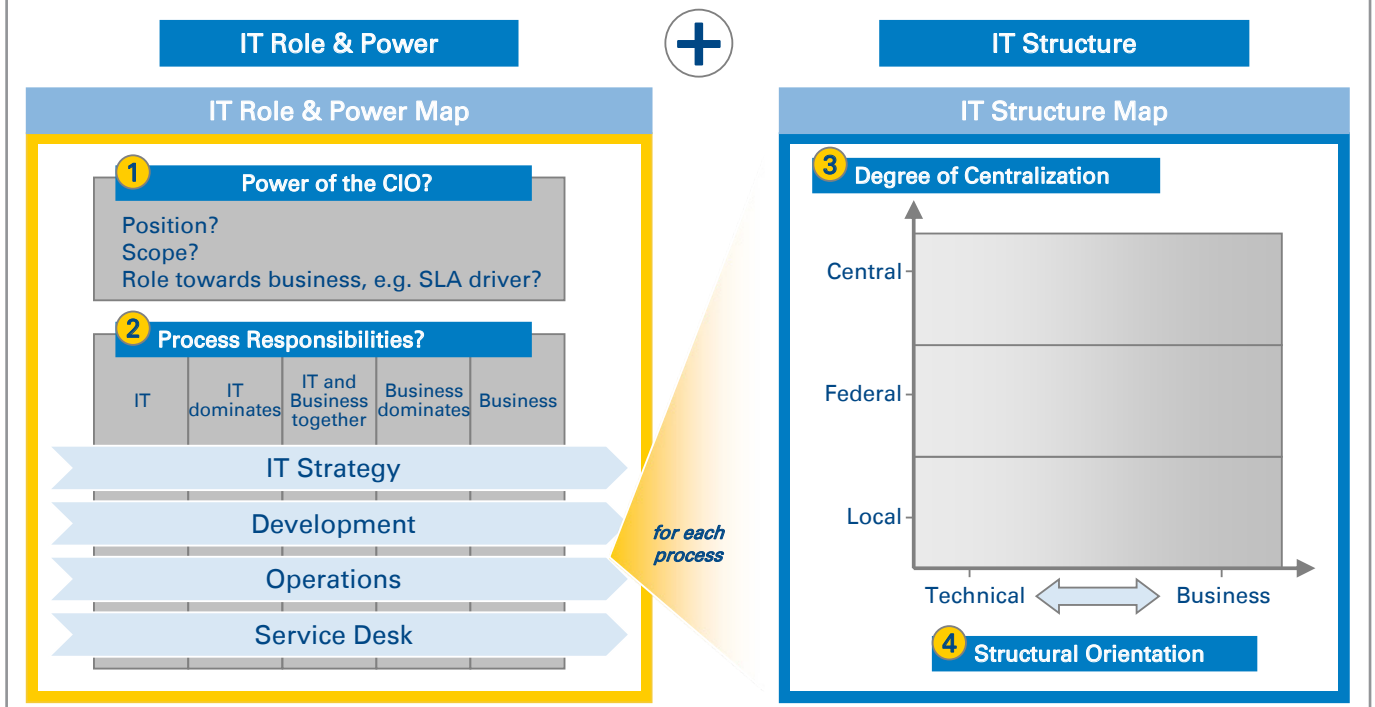 IT Role & Power
+
IT Structure
IT Role & Power Map
1
Power of the CIO?
Position?
Scope?
Role towards business, e.g. SLA driver?
2
Process Responsibilities?
IT
IT
dominates
IT and
Business
together
Business
dominates
Business
IT Strategy
Development
Operations
Service Desk
for each
process
IT Structure Map
3
Degree of Centralization
Central
Federal
Local
Technical
Business
4
Structural Orientation